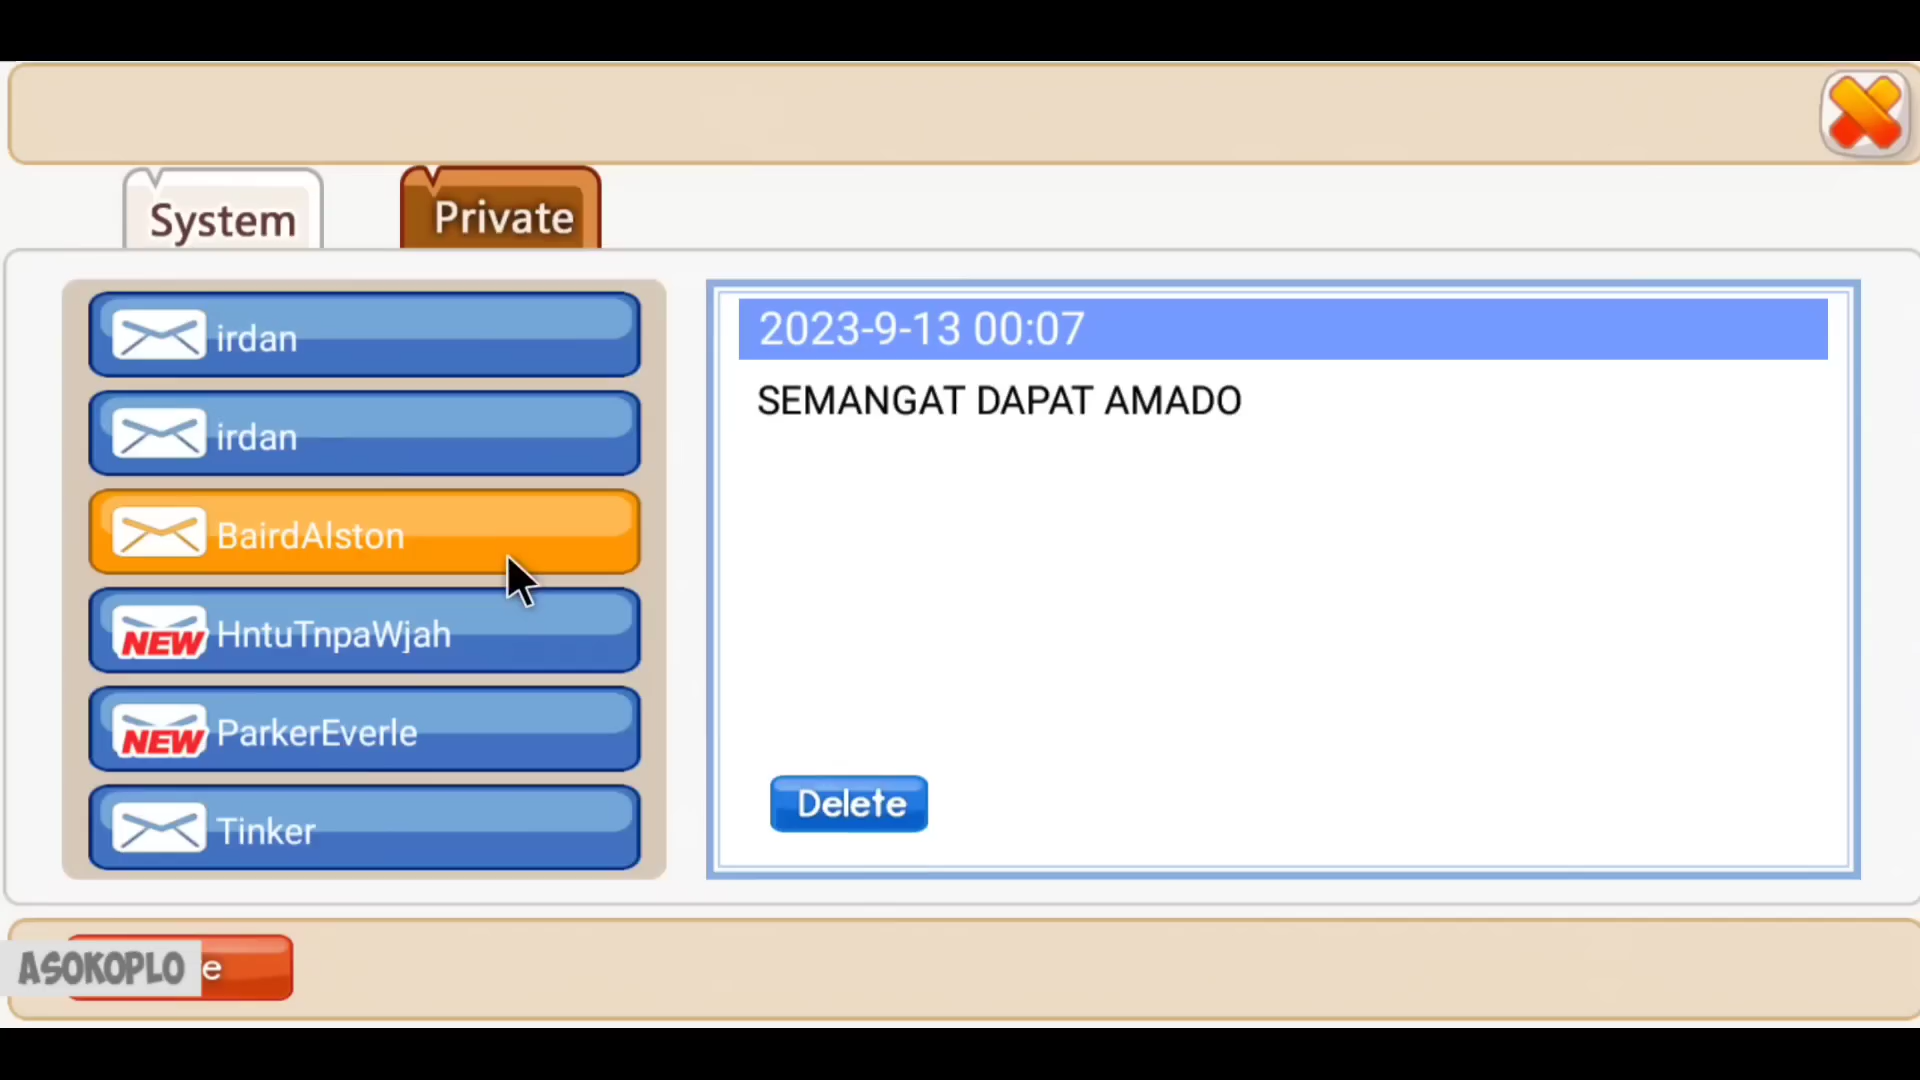 System
Private
irdan
irdan
BairdAlston
NEW HntuTnpaWjah
NEW ParkerEverle
Tinker
2023-9-13 00:07
SEMANGAT DAPAT AMADO
Delete
ASOKOPLO